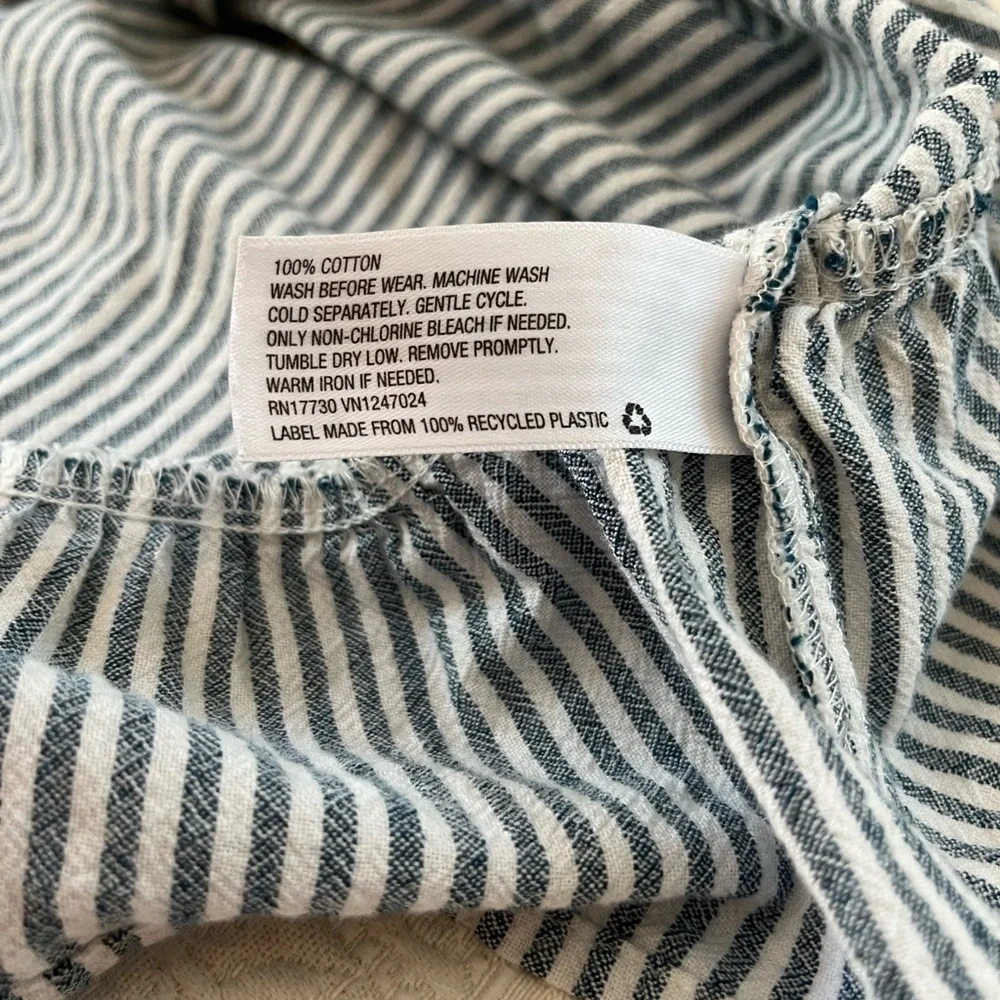 100% COTTON
WASH BEFORE WEAR. MACHINE WASH
COLD SEPARATELY. GENTLE CYCLE.
ONLY NON-CHLORINE BLEACH IF NEEDED.
TUMBLE DRY LOW. REMOVE PROMPTLY.
WARM IRON IF NEEDED.
RN17730 VN1247024
LABEL MADE FROM 100% RECYCLED PLASTIC